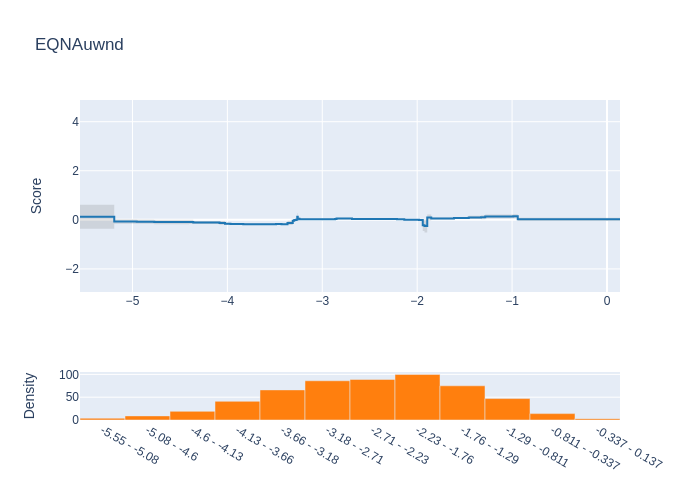 EQNAuwnd
Score
4
2
0
−2
−5
−4
−3
−2
−1
0
Density
100
50
0
-5.55 - -5.08
-5.08 - -4.6
-4.6 - -4.13
-4.13 - -3.66
-3.66 - -3.18
-3.18 - -2.71
-2.71 - -2.23
-2.23 - -1.76
-1.76 - -1.29
-1.29 - -0.811
-0.811 - -0.337
-0.337 - 0.137